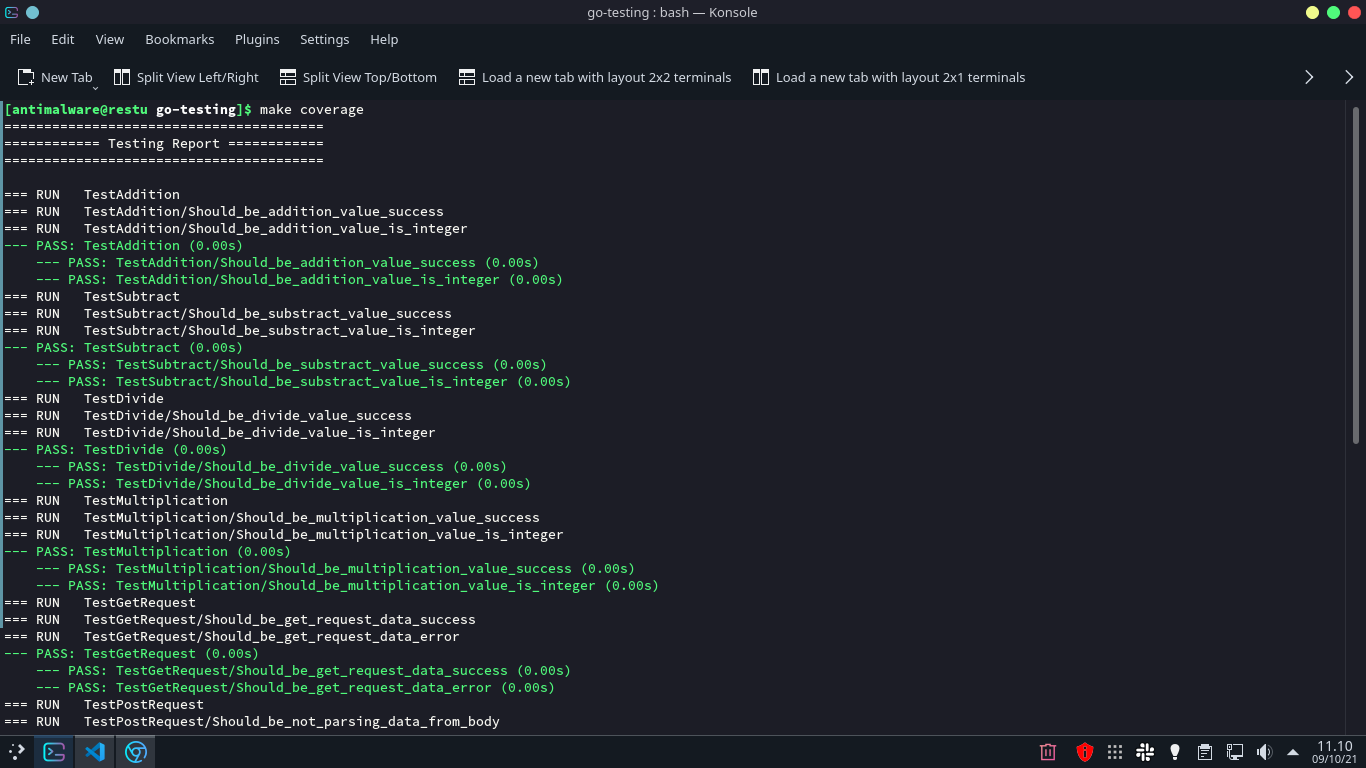 go-testing : bash — Konsole
File Edit View Bookmarks Plugins Settings Help
New Tab Split View Left/Right Split View Top/Bottom Load a new tab with layout 2x2 terminals Load a new tab with layout 2x1 terminals
[antimalware@restu go-testing]$ make coverage
========================================
============ Testing Report ============
========================================
=== RUN   TestAddition
=== RUN   TestAddition/Should_be_addition_value_success
=== RUN   TestAddition/Should_be_addition_value_is_integer
--- PASS: TestAddition (0.00s)
    --- PASS: TestAddition/Should_be_addition_value_success (0.00s)
    --- PASS: TestAddition/Should_be_addition_value_is_integer (0.00s)
=== RUN   TestSubtract
=== RUN   TestSubtract/Should_be_substract_value_success
=== RUN   TestSubtract/Should_be_substract_value_is_integer
--- PASS: TestSubtract (0.00s)
    --- PASS: TestSubtract/Should_be_substract_value_success (0.00s)
    --- PASS: TestSubtract/Should_be_substract_value_is_integer (0.00s)
=== RUN   TestDivide
=== RUN   TestDivide/Should_be_divide_value_success
=== RUN   TestDivide/Should_be_divide_value_is_integer
--- PASS: TestDivide (0.00s)
    --- PASS: TestDivide/Should_be_divide_value_success (0.00s)
    --- PASS: TestDivide/Should_be_divide_value_is_integer (0.00s)
=== RUN   TestMultiplication
=== RUN   TestMultiplication/Should_be_multiplication_value_success
=== RUN   TestMultiplication/Should_be_multiplication_value_is_integer
--- PASS: TestMultiplication (0.00s)
    --- PASS: TestMultiplication/Should_be_multiplication_value_success (0.00s)
    --- PASS: TestMultiplication/Should_be_multiplication_value_is_integer (0.00s)
=== RUN   TestGetRequest
=== RUN   TestGetRequest/Should_be_get_request_data_success
=== RUN   TestGetRequest/Should_be_get_request_data_error
--- PASS: TestGetRequest (0.00s)
    --- PASS: TestGetRequest/Should_be_get_request_data_success (0.00s)
    --- PASS: TestGetRequest/Should_be_get_request_data_error (0.00s)
=== RUN   TestPostRequest
=== RUN   TestPostRequest/Should_be_not_parsing_data_from_body
11.10
09/10/21